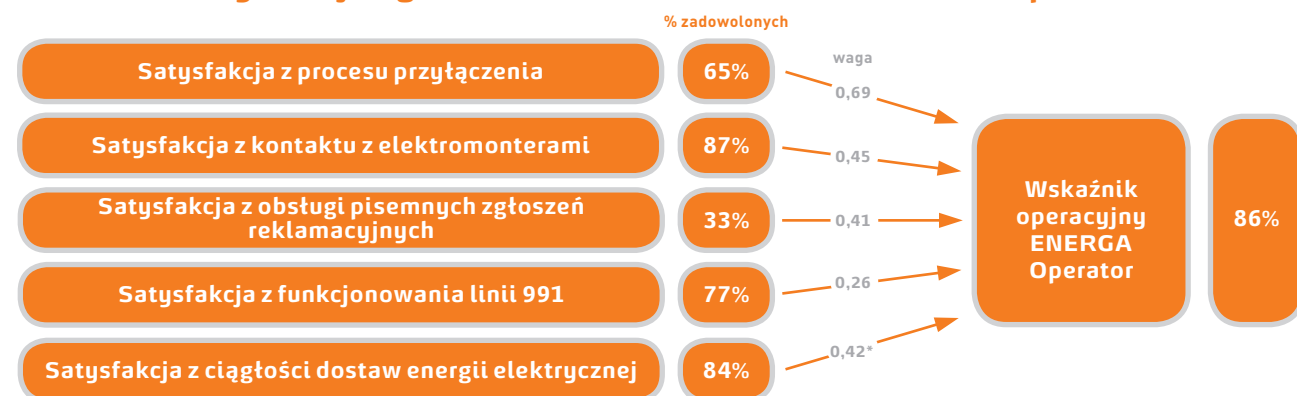 % zadowolonych
Satysfakcja z procesu przyłączenia
65%
waga
0,69
Satysfakcja z kontaktu z elektromonterami
87%
0,45
Satysfakcja z obsługi pisemnych zgłoszeń
reklamacyjnych
33%
0,41
Satysfakcja z funkcjonowania linii 991
77%
0,26
Satysfakcja z ciągłości dostaw energii elektrycznej
84%
0,42*
Wskaźnik
operacyjny
ENERGA
Operator
86%